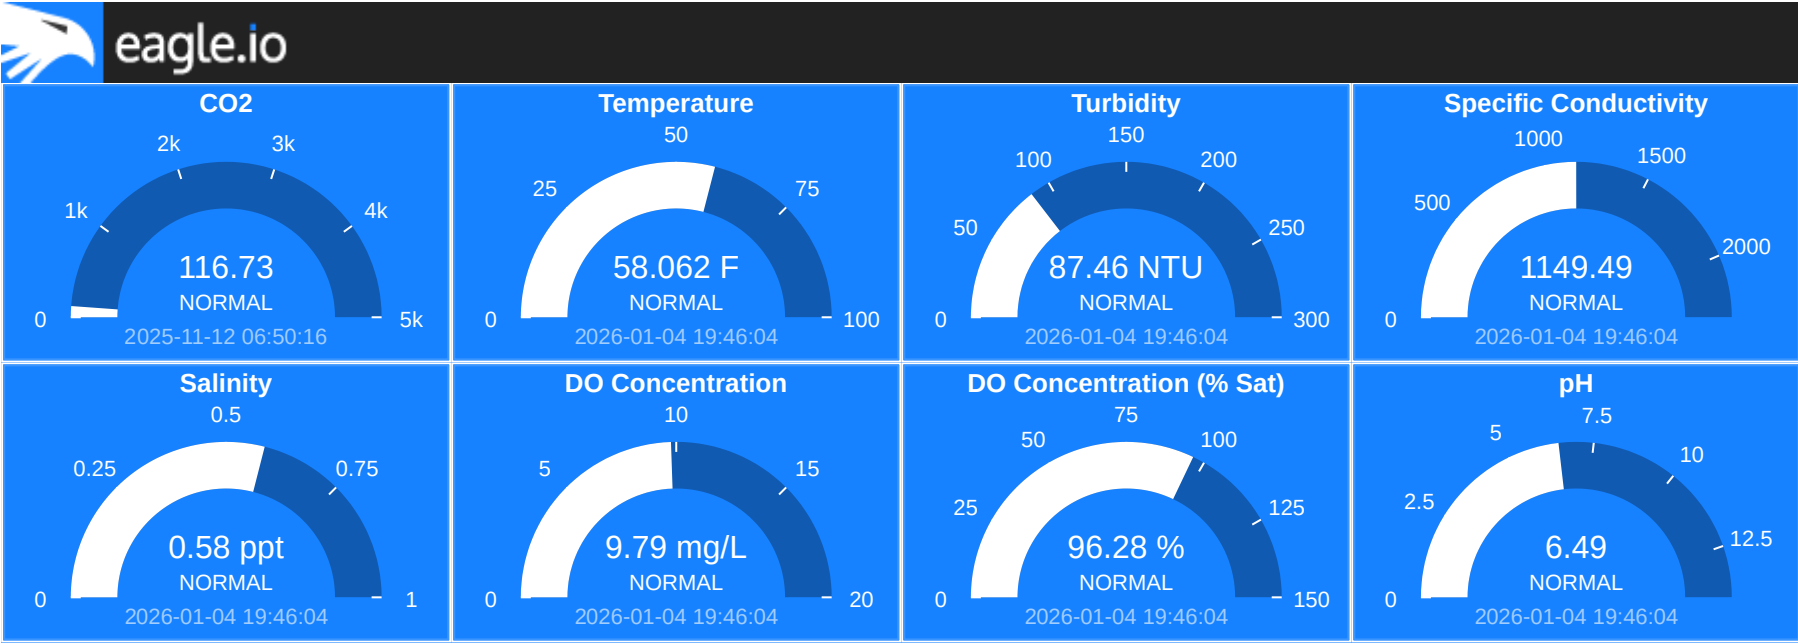 eagle.io
CO2
0
1k
2k
3k
4k
5k
116.73
NORMAL
2025-11-12 06:50:16
Temperature
0
25
50
75
100
58.062 F
NORMAL
2026-01-04 19:46:04
Turbidity
0
50
100
150
200
250
300
87.46 NTU
NORMAL
2026-01-04 19:46:04
Specific Conductivity
0
500
1000
1500
2000
1149.49
NORMAL
2026-01-04 19:46:04
Salinity
0
0.25
0.5
0.75
1
0.58 ppt
NORMAL
2026-01-04 19:46:04
DO Concentration
0
5
10
15
20
9.79 mg/L
NORMAL
2026-01-04 19:46:04
DO Concentration (% Sat)
0
25
50
75
100
125
150
96.28 %
NORMAL
2026-01-04 19:46:04
pH
0
2.5
5
7.5
10
12.5
6.49
NORMAL
2026-01-04 19:46:04